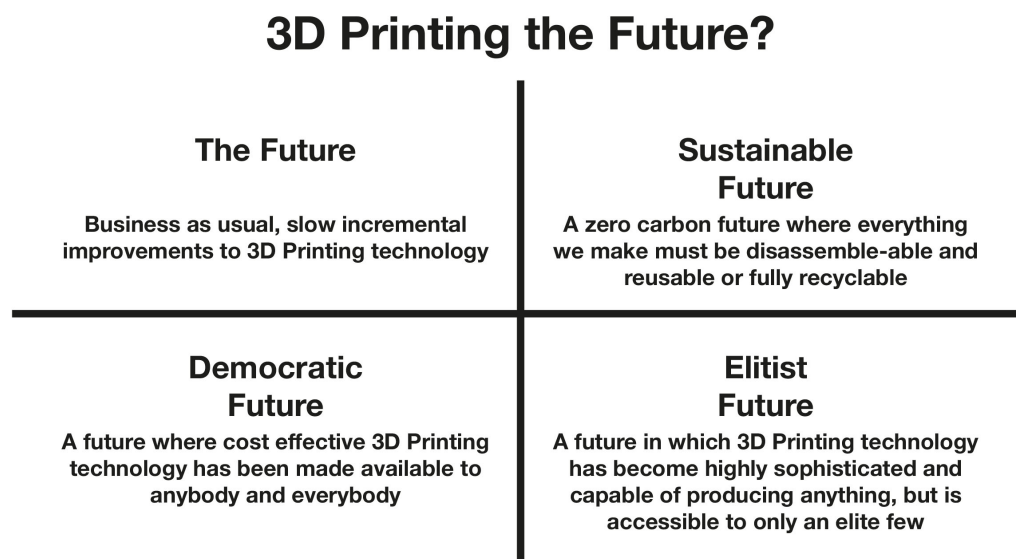 3D Printing the Future?
The Future
Business as usual, slow incremental
improvements to 3D Printing technology
Sustainable
Future
A zero carbon future where everything
we make must be disassemble-able and
reusable or fully recyclable
Democratic
Future
A future where cost effective 3D Printing
technology has been made available to
anybody and everybody
Elitist
Future
A future in which 3D Printing technology
has become highly sophisticated and
capable of producing anything, but is
accessible to only an elite few